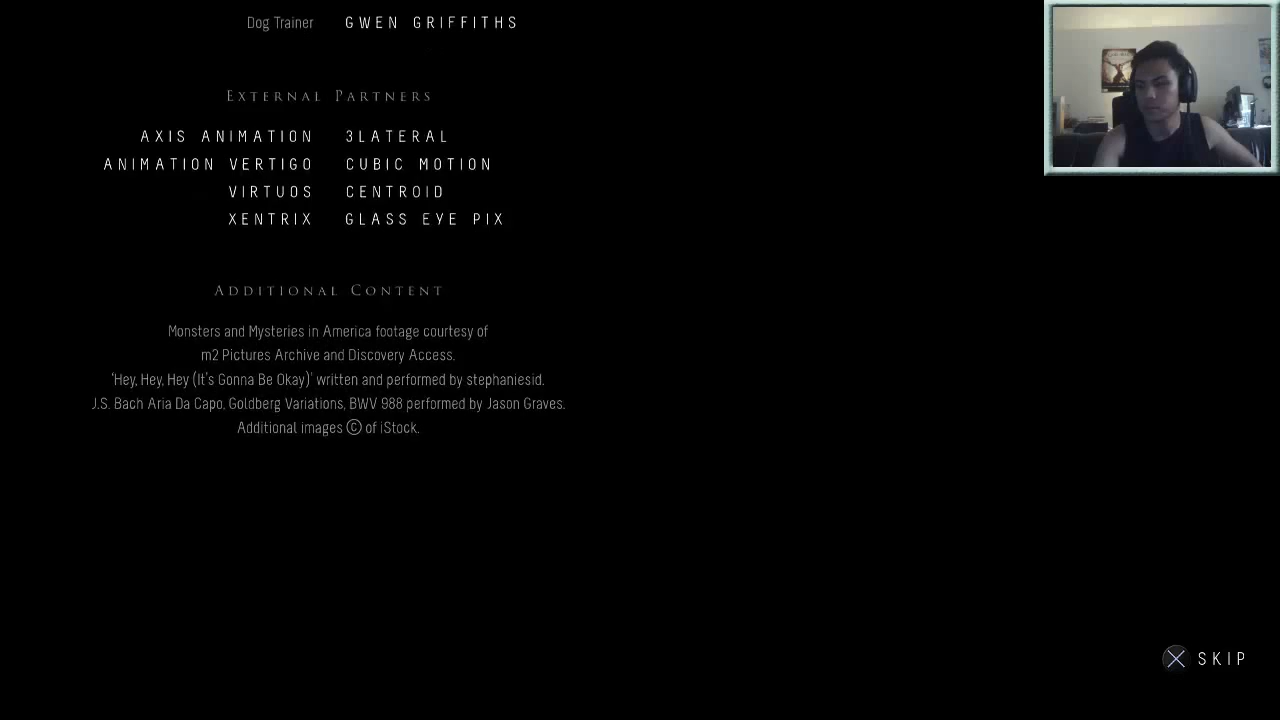 Dog Trainer GWEN GRIFFITHS
EXTERNAL PARTNERS
AXIS ANIMATION 3LATERAL
ANIMATION VERTIGO CUBIC MOTION
VIRTUOS CENTROID
XENTRIX GLASS EYE PIX
ADDITIONAL CONTENT
Monsters and Mysteries in America footage courtesy of
m2 Pictures Archive and Discovery Access.
'Hey, Hey, Hey (It's Gonna Be Okay)' written and performed by stephaniesid.
J.S. Bach Aria Da Capo, Goldberg Variations, BWV 988 performed by Jason Graves.
Additional images © of iStock.
SKIP